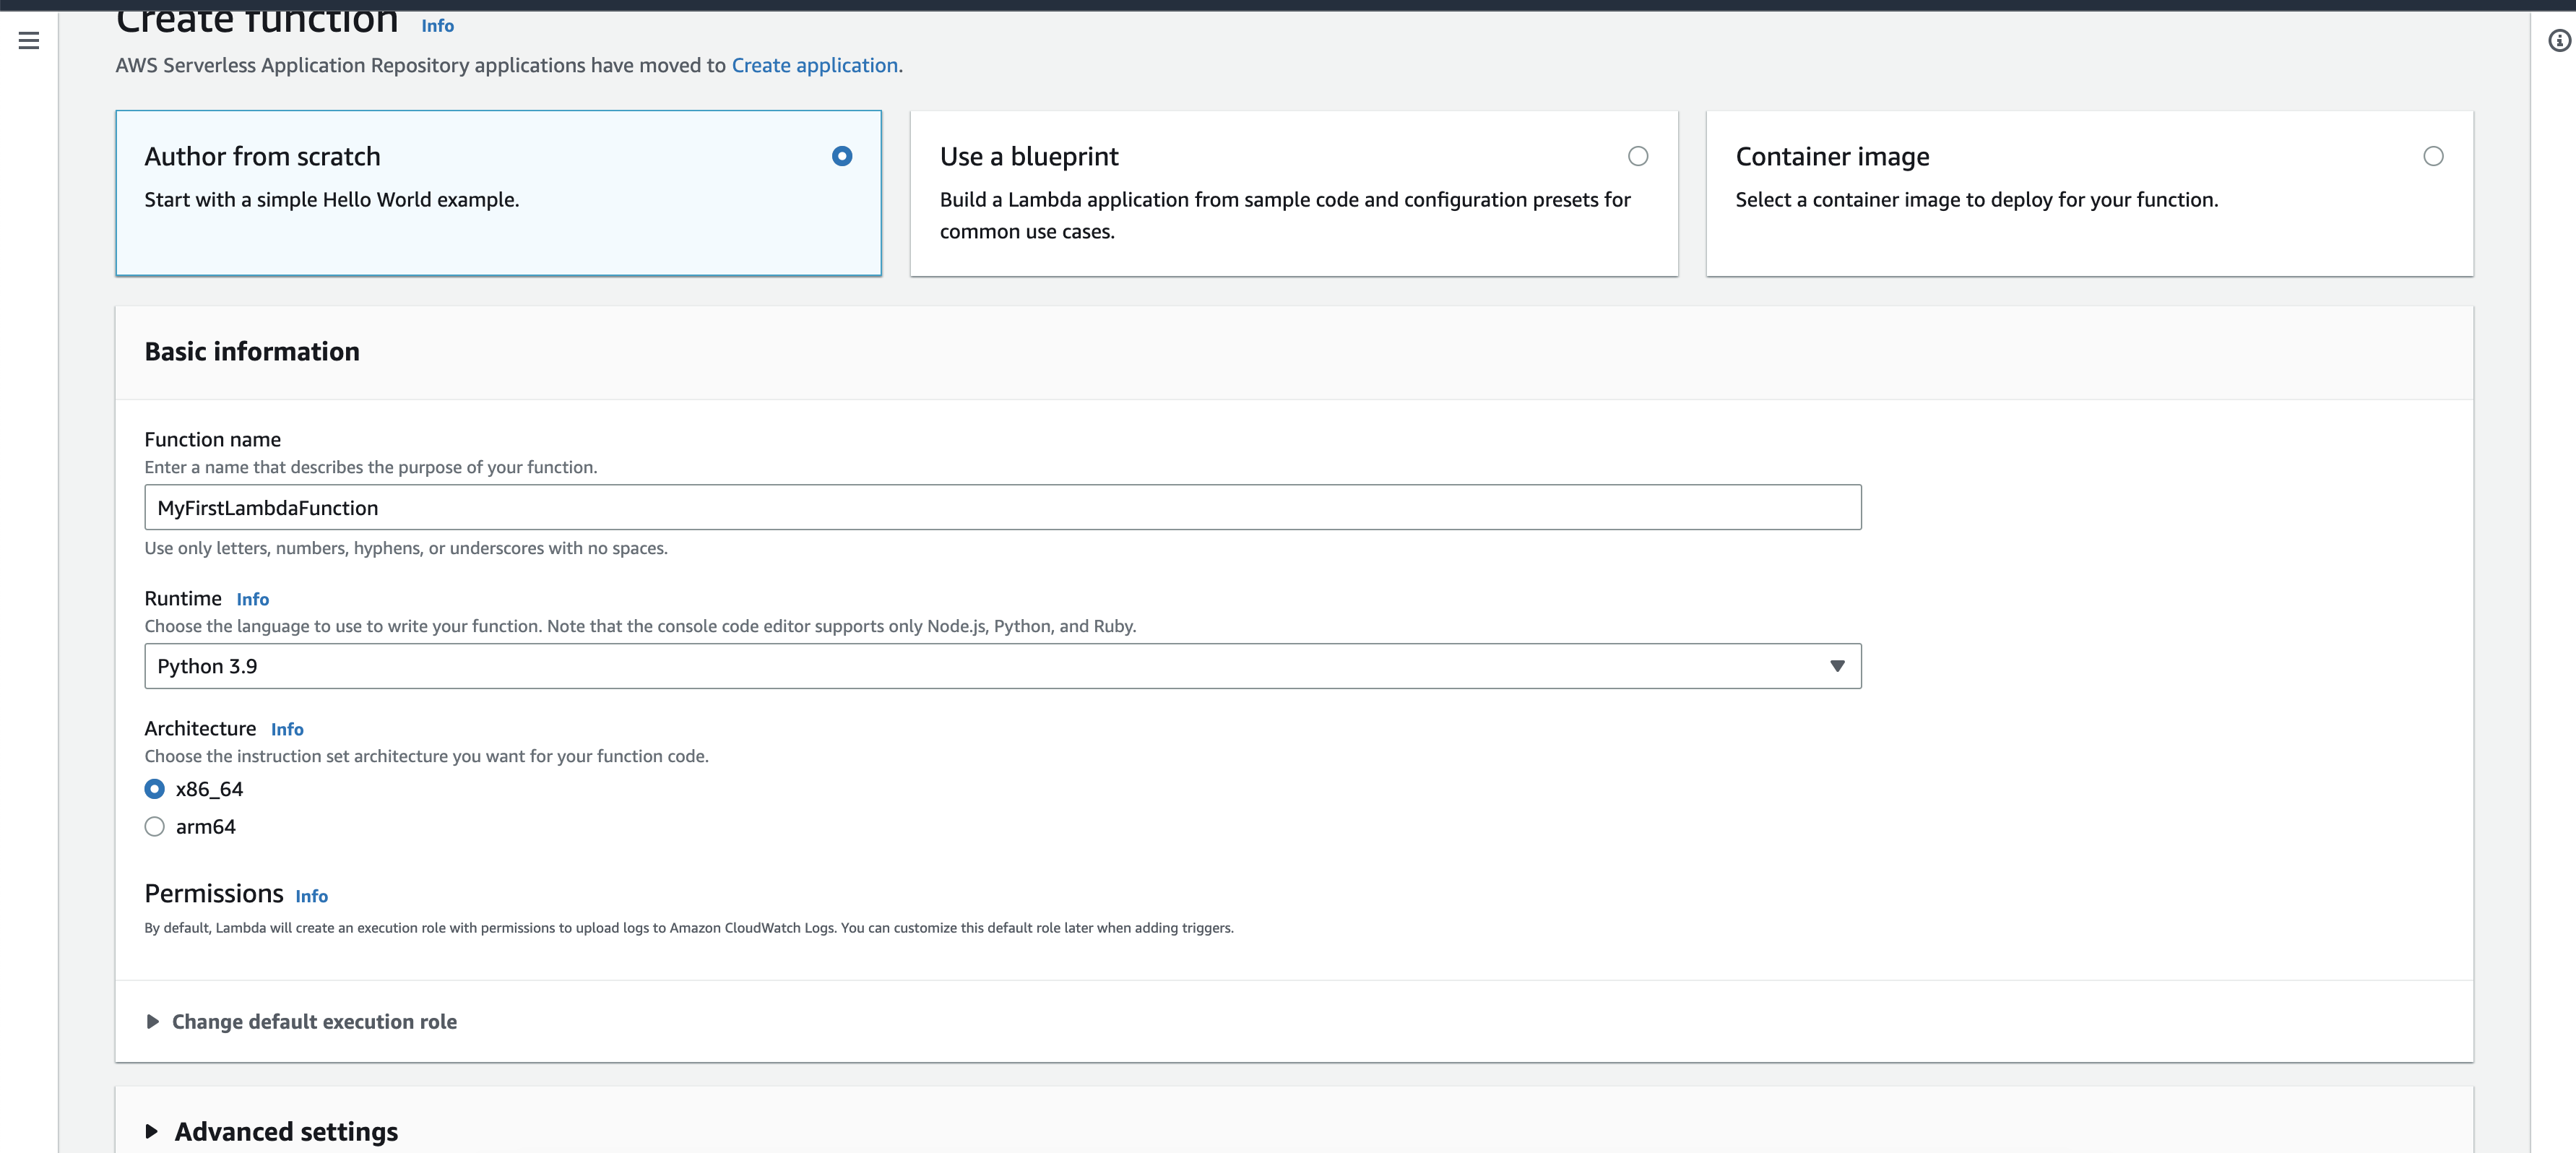 Create function Info
AWS Serverless Application Repository applications have moved to Create application.
Author from scratch
Start with a simple Hello World example.
Use a blueprint
Build a Lambda application from sample code and configuration presets for
common use cases.
Container image
Select a container image to deploy for your function.
Basic information
Function name
Enter a name that describes the purpose of your function.
MyFirstLambdaFunction
Use only letters, numbers, hyphens, or underscores with no spaces.
Runtime Info
Choose the language to use to write your function. Note that the console code editor supports only Node.js, Python, and Ruby.
Python 3.9
Architecture Info
Choose the instruction set architecture you want for your function code.
x86_64
arm64
Permissions Info
By default, Lambda will create an execution role with permissions to upload logs to Amazon CloudWatch Logs. You can customize this default role later when adding triggers.
Change default execution role
Advanced settings